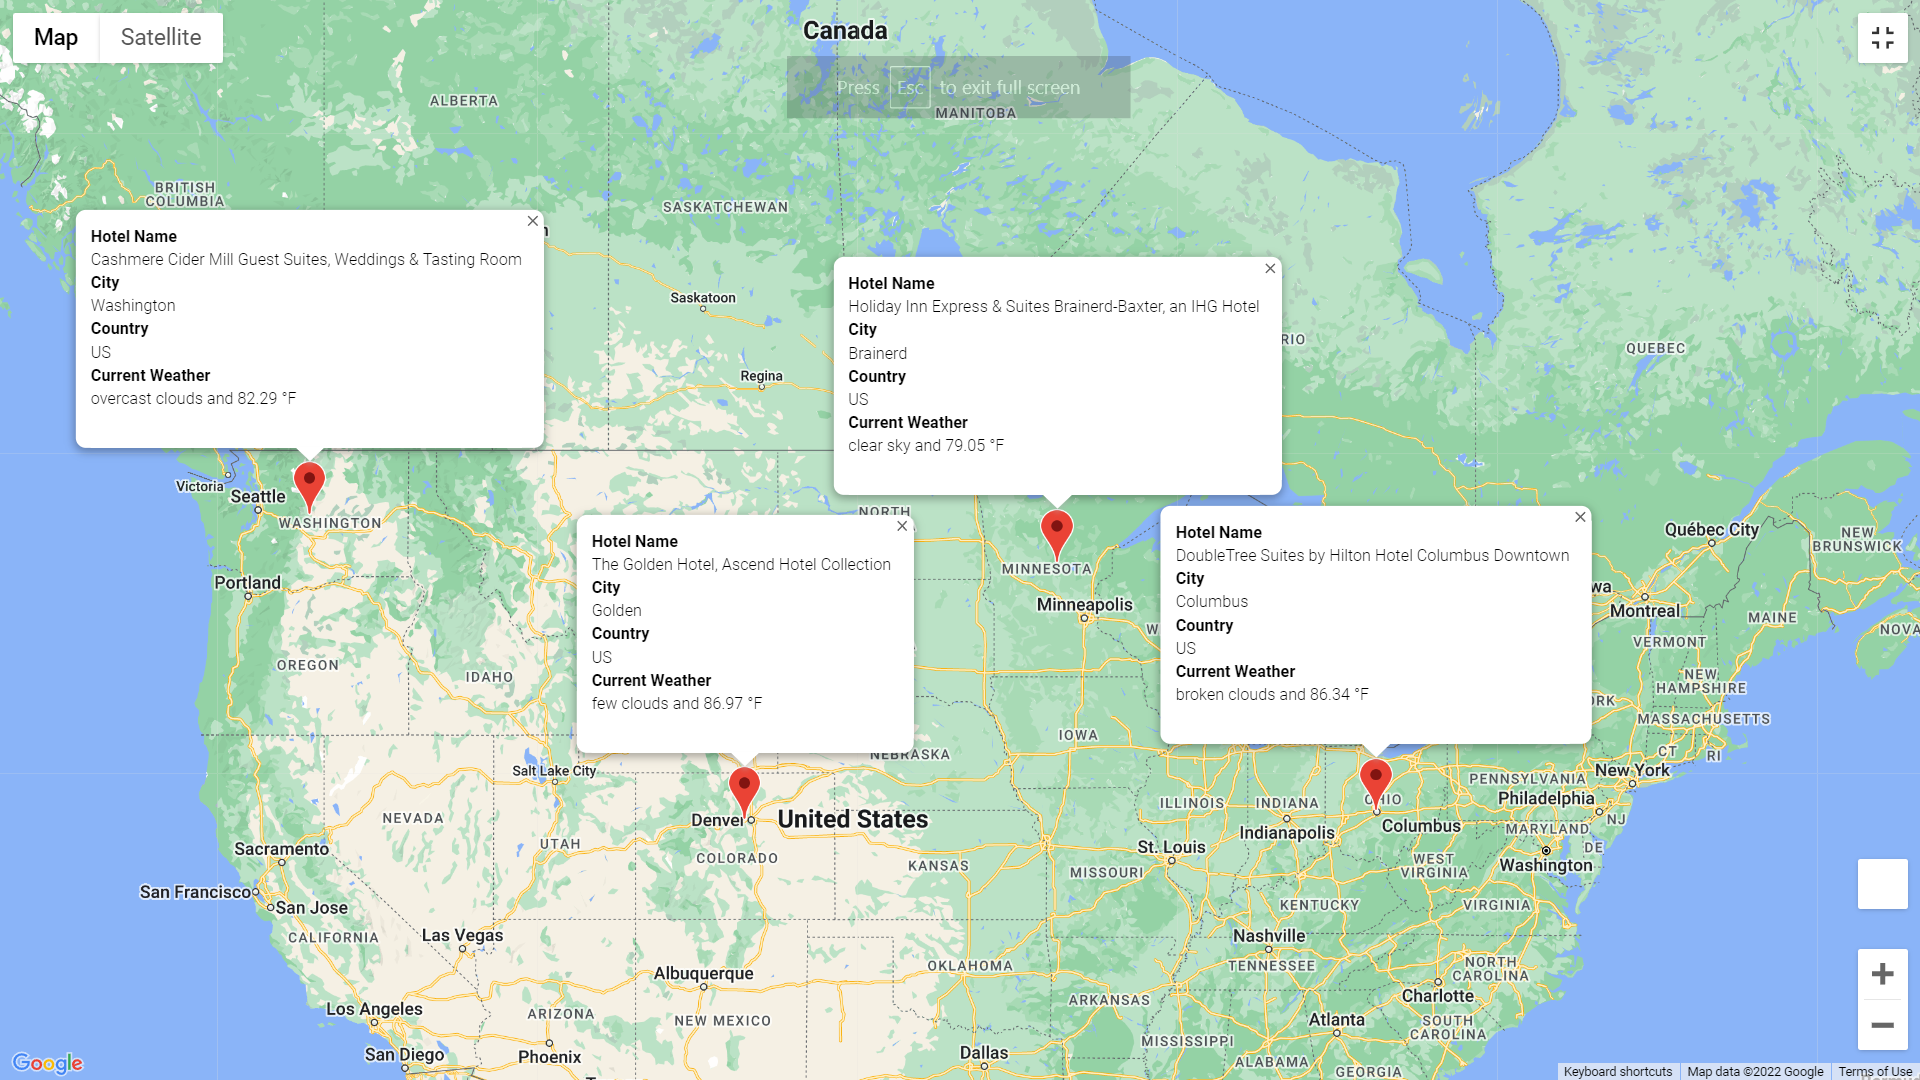 Map
Satellite
Canada
Press Esc to exit full screen
ALBERTA
MANITOBA
BRITISH
COLUMBIA
SASKATCHEWAN
Hotel Name
Cashmere Cider Mill Guest Suites, Weddings & Tasting Room
City
Washington
Country
US
Current Weather
overcast clouds and 82.29 °F
Hotel Name
Holiday Inn Express & Suites Brainerd-Baxter, an IHG Hotel
City
Brainerd
Country
US
Current Weather
clear sky and 79.05 °F
Saskatoon
Regina
RIO
QUEBEC
Victoria
Seattle
WASHINGTON
Portland
OREGON
IDAHO
NORTH
MINNESOTA
Minneapolis
Hotel Name
The Golden Hotel, Ascend Hotel Collection
City
Golden
Country
US
Current Weather
few clouds and 86.97 °F
Hotel Name
DoubleTree Suites by Hilton Hotel Columbus Downtown
City
Columbus
Country
US
Current Weather
broken clouds and 86.34 °F
Québec City
NEW
BRUNSWICK
wa
Montreal
MAINE
NOVA
VERMONT
NEW
HAMPSHIRE
ORK
MASSACHUSETTS
CT
RI
IOWA
NEBRASKA
Salt Lake City
PENNSYLVANIA
New York
Philadelphia
NJ
ILLINOIS
INDIANA
OHIO
Columbus
Indianapolis
MARYLAND
DE
Washington
NEVADA
Denver
United States
UTAH
COLORADO
KANSAS
St. Louis
MISSOURI
WEST
VIRGINIA
Sacramento
San Francisco
San Jose
CALIFORNIA
Las Vegas
KENTUCKY
VIRGINIA
Nashville
TENNESSEE
NORTH
CAROLINA
Charlotte
Albuquerque
OKLAHOMA
ARKANSAS
Los Angeles
ARIZONA
NEW MEXICO
Atlanta
SOUTH
CAROLINA
MISSISSIPPI
San Diego
Phoenix
Dallas
ALABAMA
GEORGIA
Google
Keyboard shortcuts
Map data ©2022 Google
Terms of Use